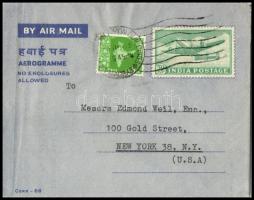 BY AIR MAIL
हवाई पत्र
AEROGRAMME
NO ENCLOSURES
ALLOWED
INDIA POSTAGE
To
Messrs Edmond Weil, Enc.,
100 Gold Street,
NEW YORK 38, N.Y.
(U.S.A)